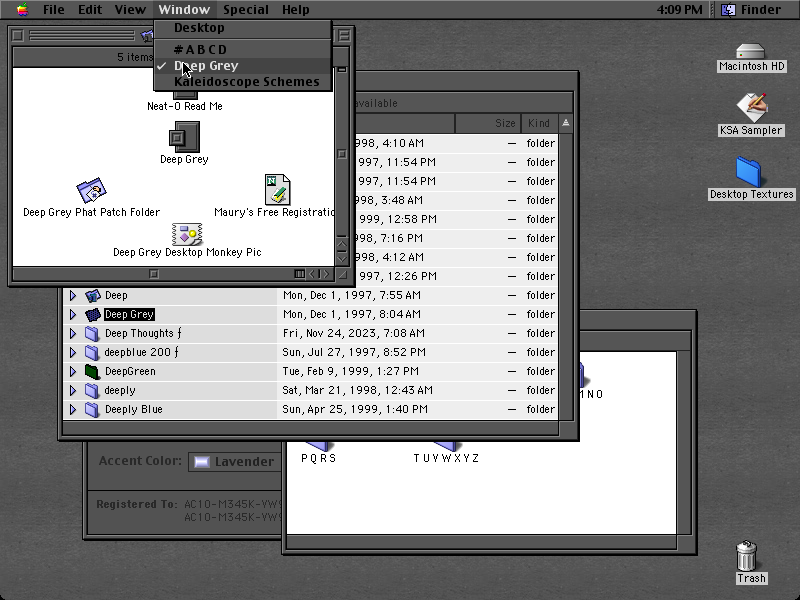 File Edit View Window Special Help 4:09 PM Finder
Desktop
#ABCD
Deep Grey
Kaleidoscope Schemes
5 items
Neat-O Read Me
Deep Grey
Deep Grey Phat Patch Folder
Maury's Free Registratio
Deep Grey Desktop Monkey Pic
available
Size Kind
998, 4:10 AM — folder
997, 11:54 PM — folder
997, 11:54 PM — folder
998, 3:48 AM — folder
999, 12:58 PM — folder
998, 7:16 PM — folder
998, 4:12 AM — folder
997, 12:26 PM — folder
Deep Mon, Dec 1, 1997, 7:55 AM — folder
Deep Grey Mon, Dec 1, 1997, 8:04 AM — folder
Deep Thoughts ƒ Fri, Nov 24, 2023, 7:08 AM — folder
deepblue 200 ƒ Sun, Jul 27, 1997, 8:52 PM — folder
DeepGreen Tue, Feb 9, 1999, 1:27 PM — folder
deeply Sat, Mar 21, 1998, 12:43 AM — folder
Deeply Blue Sun, Apr 25, 1999, 1:40 PM — folder
NO
PQRS
TUVWXYZ
Accent Color: Lavender
Registered To: AC10-M345K-YW9
AC10-M345K-YW9
Macintosh HD
KSA Sampler
Desktop Textures
Trash